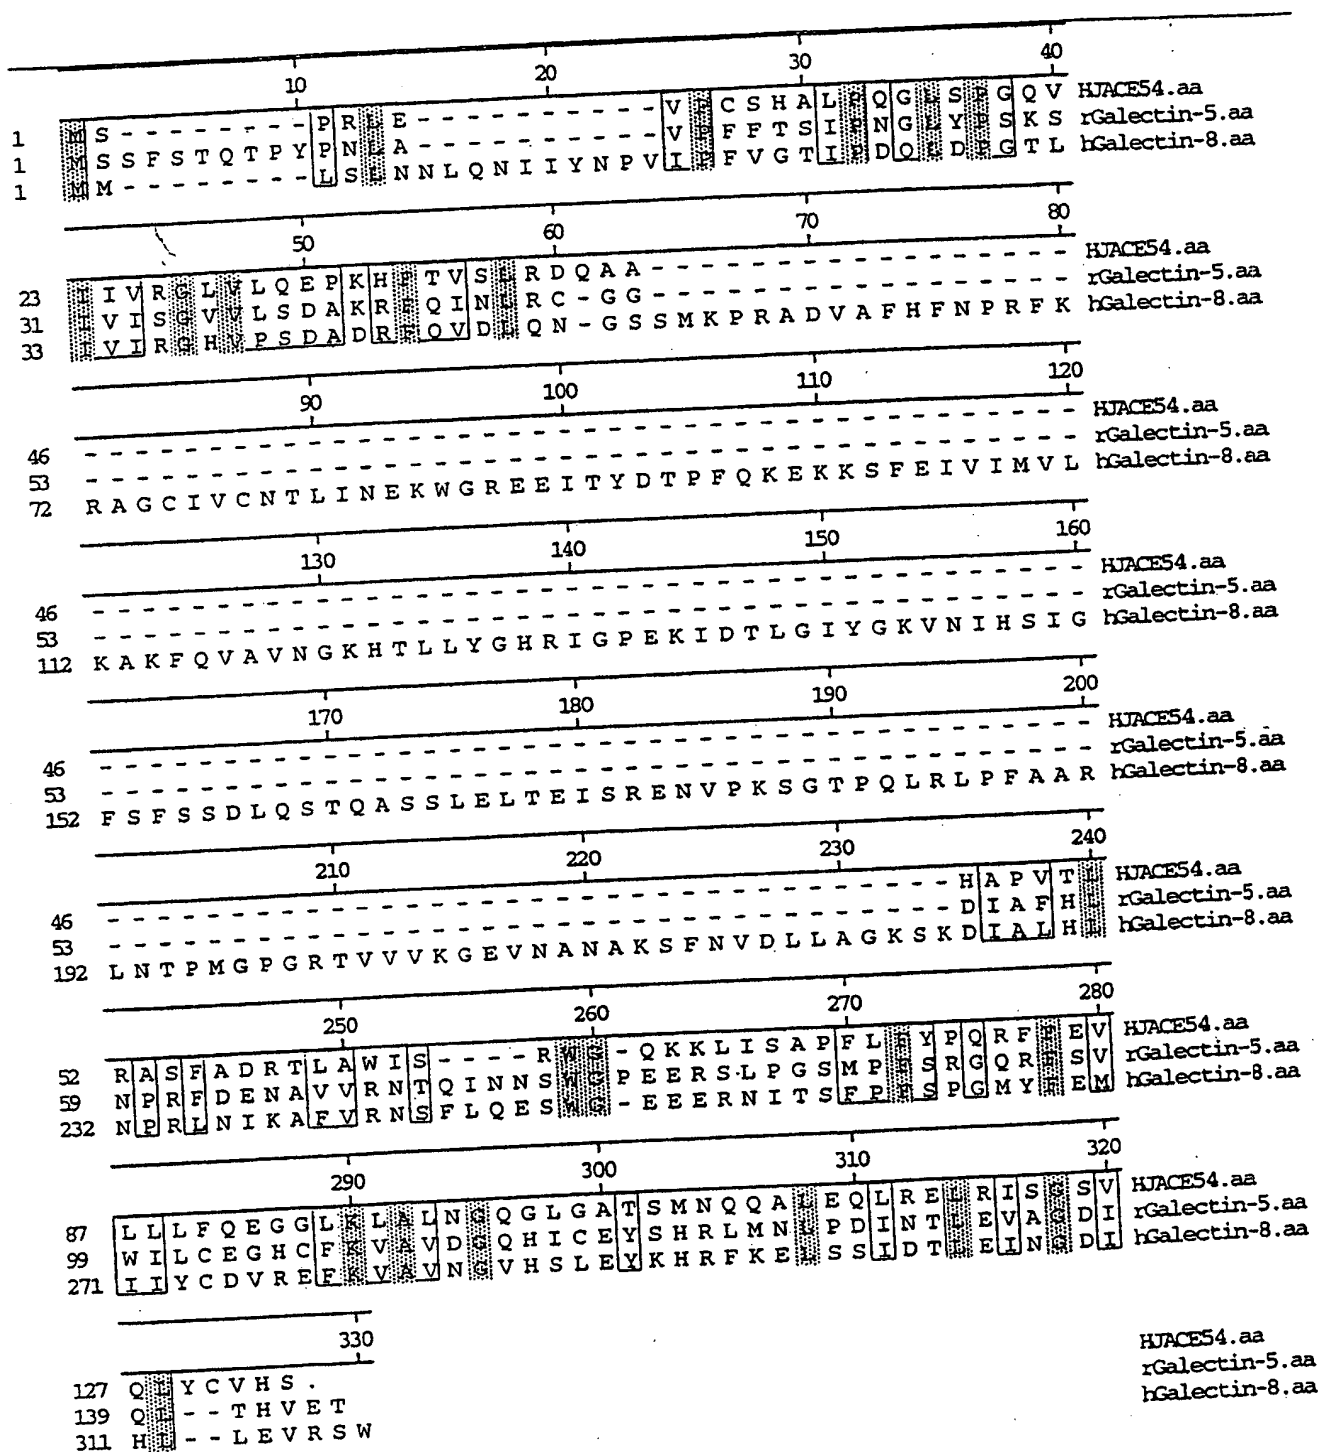 10 20 30 40
1 M S - - - - - - - - P R L E - - - - - - - - - - V P C S H A L P Q G L S P G Q V HJACE54.aa
1 M S S F S T Q T P Y P N L A - - - - - - - - - - V P F F T S I P N G L Y P S K S rGalectin-5.aa
1 M M - - - - - - - - L S L N N L Q N I I Y N P V I P F V G T I P D Q L D P G T L hGalectin-8.aa
50 60 70 80
23 I I V R G L V L Q E P K H F T V S L R D Q A A - - - - - - - - - - - - - - - - - HJACE54.aa
31 I V I S G V V L S D A K R F Q I N L R C - G G - - - - - - - - - - - - - - - - - rGalectin-5.aa
33 T V I R G H V P S D A D R F Q V D L Q N - G S S M K P R A D V A F H F N P R F K hGalectin-8.aa
90 100 110 120
46 - - - - - - - - - - - - - - - - - - - - - - - - - - - - - - - - - - - - - - - - HJACE54.aa
53 - - - - - - - - - - - - - - - - - - - - - - - - - - - - - - - - - - - - - - - - rGalectin-5.aa
72 R A G C I V C N T L I N E K W G R E E I T Y D T P F Q K E K K S F E I V I M V L hGalectin-8.aa
130 140 150 160
46 - - - - - - - - - - - - - - - - - - - - - - - - - - - - - - - - - - - - - - - - HJACE54.aa
53 - - - - - - - - - - - - - - - - - - - - - - - - - - - - - - - - - - - - - - - - rGalectin-5.aa
112 K A K F Q V A V N G K H T L L Y G H R I G P E K I D T L G I Y G K V N I H S I G hGalectin-8.aa
170 180 190 200
46 - - - - - - - - - - - - - - - - - - - - - - - - - - - - - - - - - - - - - - - - HJACE54.aa
53 - - - - - - - - - - - - - - - - - - - - - - - - - - - - - - - - - - - - - - - - rGalectin-5.aa
152 F S F S S D L Q S T Q A S S L E L T E I S R E N V P K S G T P Q L R L P F A A R hGalectin-8.aa
210 220 230 240
46 - - - - - - - - - - - - - - - - - - - - - - - - - - - - - - - - - - H A P V T L HJACE54.aa
53 - - - - - - - - - - - - - - - - - - - - - - - - - - - - - - - - - - D I A F H L rGalectin-5.aa
192 L N T P M G P G R T V V V K G E V N A N A K S F N V D L L A G K S K D I A L H L hGalectin-8.aa
250 260 270 280
52 R A S F A D R T L A W I S - - - - R W G - Q K K L I S A P F L F Y P Q R F F E V HJACE54.aa
59 N P R F D E N A V V R N T Q I N N S W G P E E R S L P G S M P F S R G Q R F S V rGalectin-5.aa
232 N P R L N I K A F V R N S F L Q E S W G - E E E R N I T S F P F S P G M Y F E M hGalectin-8.aa
290 300 310 320
87 L L L F Q E G G L K L A L N G Q G L G A T S M N Q Q A L E Q L R E L R I S G S V HJACE54.aa
99 W I L C E G H C F K V A V D G Q H I C E Y S H R L M N L P D I N T L E V A G D I rGalectin-5.aa
271 I I Y C D V R E F K V A V N G V H S L E Y K H R F K E L S S I D T L E I N G D I hGalectin-8.aa
330
127 Q L Y C V H S . HJACE54.aa
139 Q L - - T H V E T rGalectin-5.aa
311 H L - - L E V R S W hGalectin-8.aa